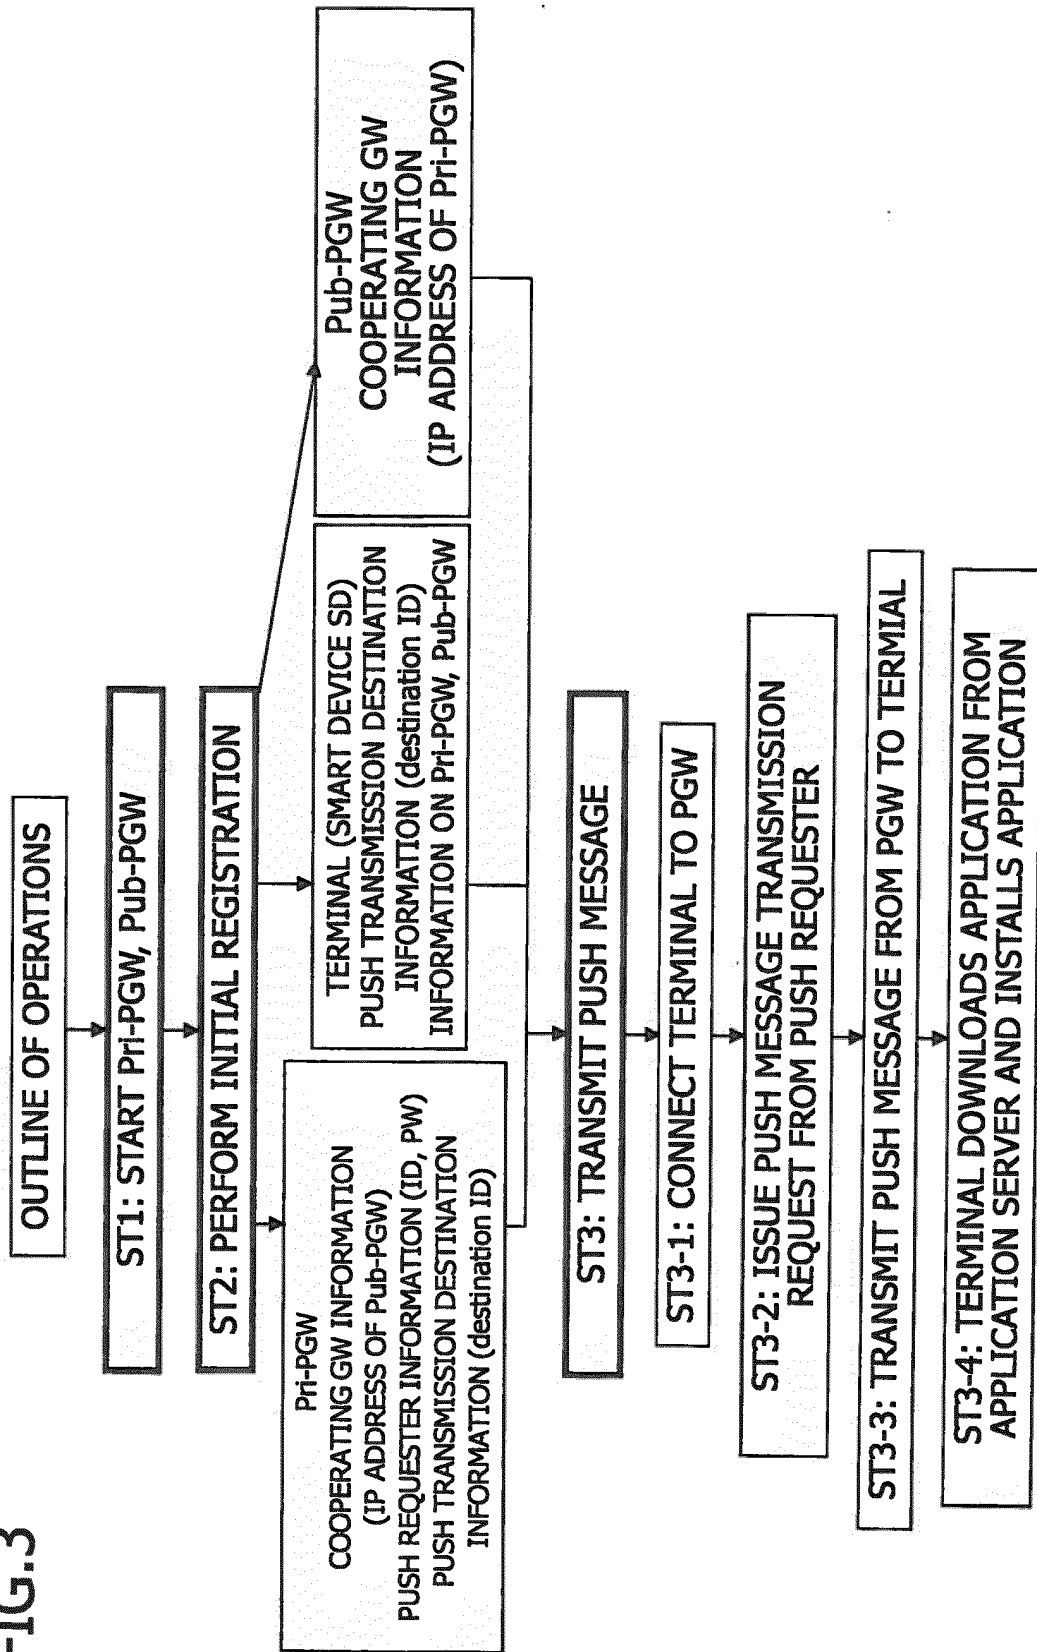 FIG.3
OUTLINE OF OPERATIONS
ST1: START Pri-PGW, Pub-PGW
ST2: PERFORM INITIAL REGISTRATION
Pri-PGW
COOPERATING GW INFORMATION
(IP ADDRESS OF Pub-PGW)
PUSH REQUESTER INFORMATION (ID, PW)
PUSH TRANSMISSION DESTINATION
INFORMATION (destination ID)
TERMINAL (SMART DEVICE SD)
PUSH TRANSMISSION DESTINATION
INFORMATION (destination ID)
INFORMATION ON Pri-PGW, Pub-PGW
Pub-PGW
COOPERATING GW
INFORMATION
(IP ADDRESS OF Pri-PGW)
ST3: TRANSMIT PUSH MESSAGE
ST3-1: CONNECT TERMINAL TO PGW
ST3-2: ISSUE PUSH MESSAGE TRANSMISSION
REQUEST FROM PUSH REQUESTER
ST3-3: TRANSMIT PUSH MESSAGE FROM PGW TO TERMIAL
ST3-4: TERMINAL DOWNLOADS APPLICATION FROM
APPLICATION SERVER AND INSTALLS APPLICATION